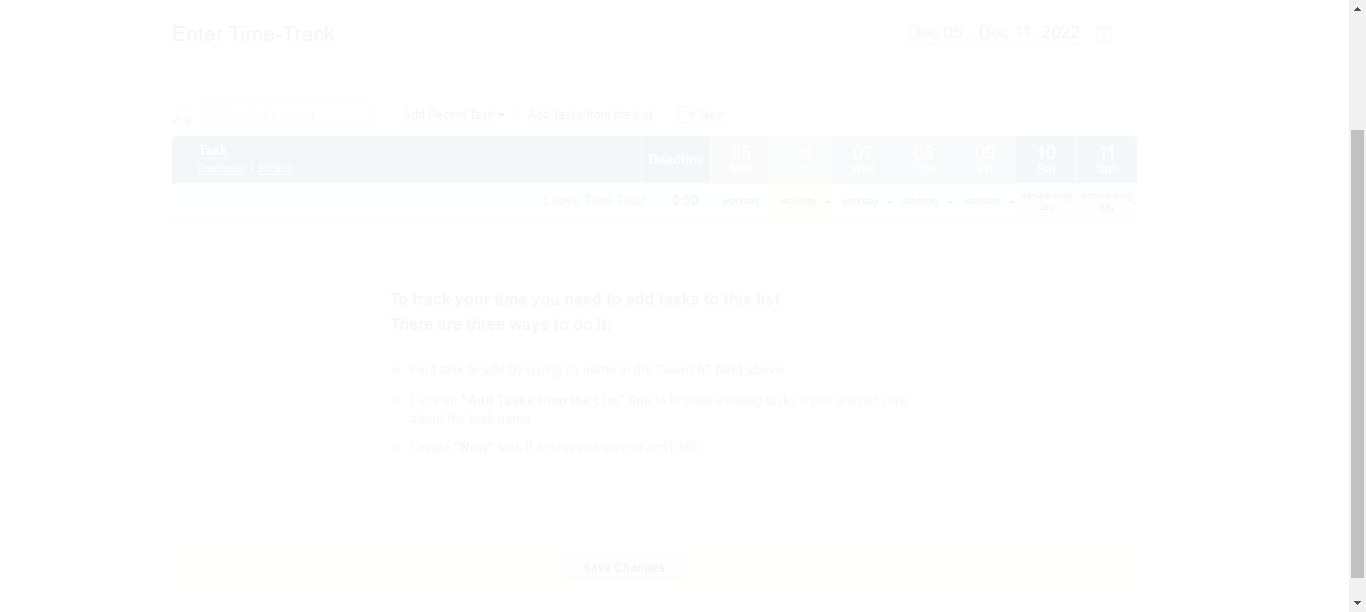 Enter Time-Track
Dec 05 - Dec 11, 2022
Add task by name
Add Recent Task
Add Tasks from the List
New
Task
Customer
Project
Deadline
05
Mon
06
Tue
07
Wed
08
Thu
09
Fri
10
Sat
11
Sun
Leave Time Total
0:00
workday
workday
workday
workday
workday
nonworking
day
nonworking
day
To track your time you need to add tasks to this list
There are three ways to do it:
Find task to add by typing its name in the "search" field above
Click on "Add Tasks from the List" link to browse existing tasks if you are not sure
about the task name
Create "New" task if it does not exist in actiTIME
Save Changes